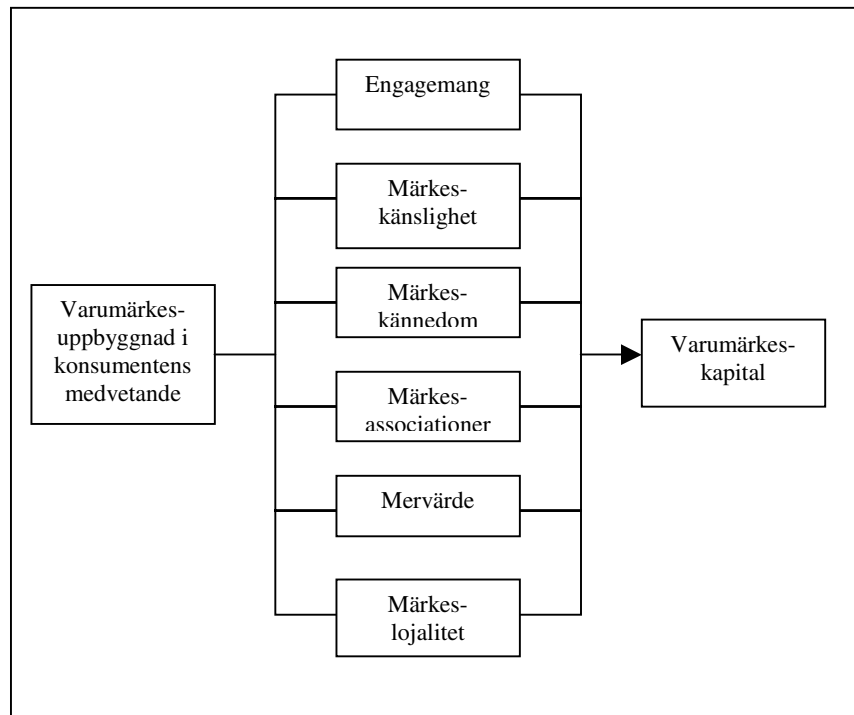 Engagemang
Märkes-
känslighet
Märkes-
kännedom
Varumärkes-
uppbyggnad i
konsumentens
medvetande
Varumärkes-
kapital
Märkes-
associationer
Mervärde
Märkes-
lojalitet